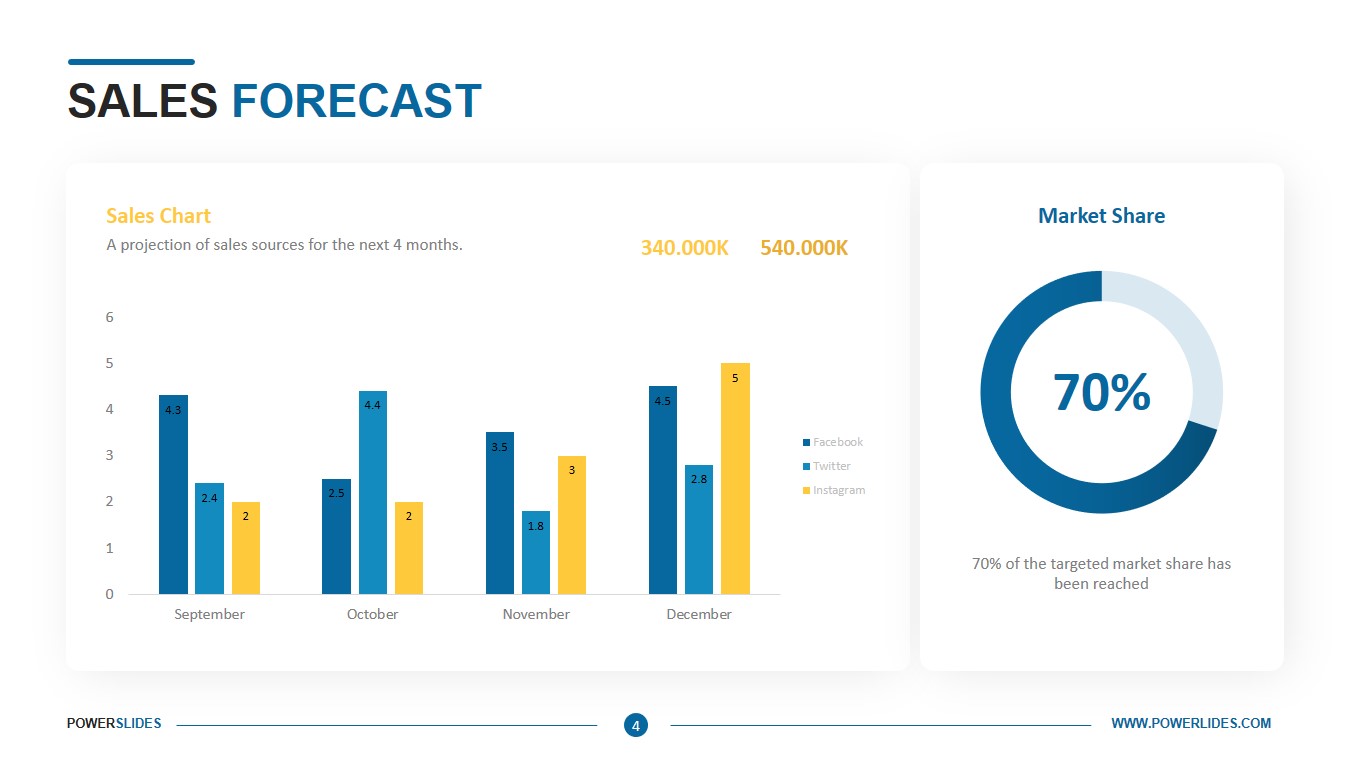 SALES FORECAST
Sales Chart
A projection of sales sources for the next 4 months.
340.000K 540.000K
6
5
4
3
2
1
0
4.3 2.4 2
2.5 4.4 2
3.5 1.8 3
4.5 2.8 5
September October November December
Facebook
Twitter
Instagram
Market Share
70%
70% of the targeted market share has
been reached
POWERSLIDES
4
WWW.POWERLIDES.COM